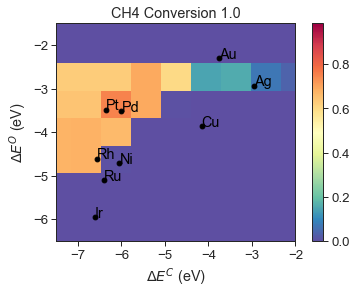 CH4 Conversion 1.0
ΔE^O (eV)
−2
−3
−4
−5
−6
Au
Ag
Pt
Pd
Cu
Rh
Ni
Ru
Ir
−7
−6
−5
−4
−3
−2
ΔE^C (eV)
0.8
0.6
0.4
0.2
0.0